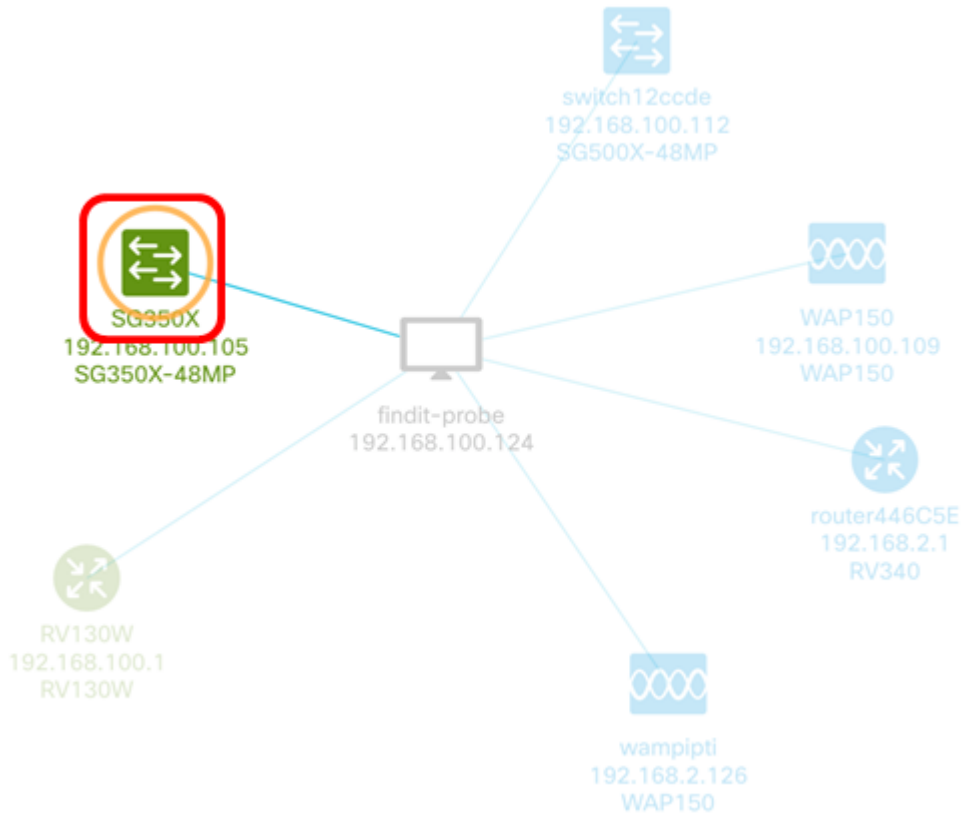 switch12ccde
192.168.100.112
SG500X-48MP
SG350X
192.168.100.105
SG350X-48MP
WAP150
192.168.100.109
WAP150
findit-probe
192.168.100.124
router446C5E
192.168.2.1
RV340
RV130W
192.168.100.1
RV130W
wampipti
192.168.2.126
WAP150